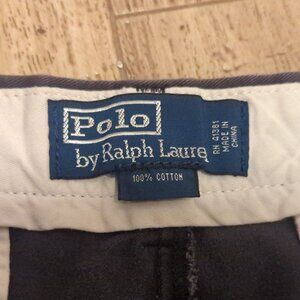 Polo
by Ralph Laure
100% COTTON
RN 41381
MADE IN
CHINA